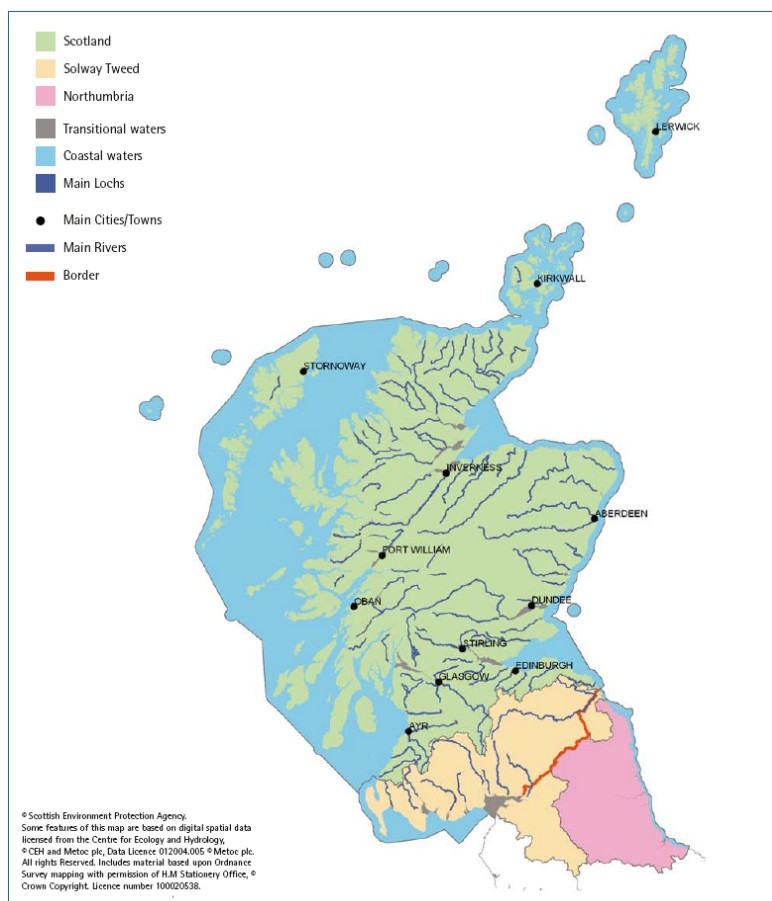 Scotland
Solway Tweed
Northumbria
Transitional waters
Coastal waters
Main Lochs
Main Cities/Towns
Main Rivers
Border
LERWICK
KIRKWALL
STORNOWAY
INVERNESS
ABERDEEN
FORT WILLIAM
OBAN
DUNDEE
STIRLING
EDINBURGH
GLASGOW
AYR
© Scottish Environment Protection Agency.
Some features of this map are based on digital spatial data
licensed from the Centre for Ecology and Hydrology,
© CEH and Metoc plc, Data Licence 012004.005 © Metoc plc.
All rights Reserved. Includes material based upon Ordnance
Survey mapping with permission of H.M Stationery Office, ©
Crown Copyright. Licence number 100020538.